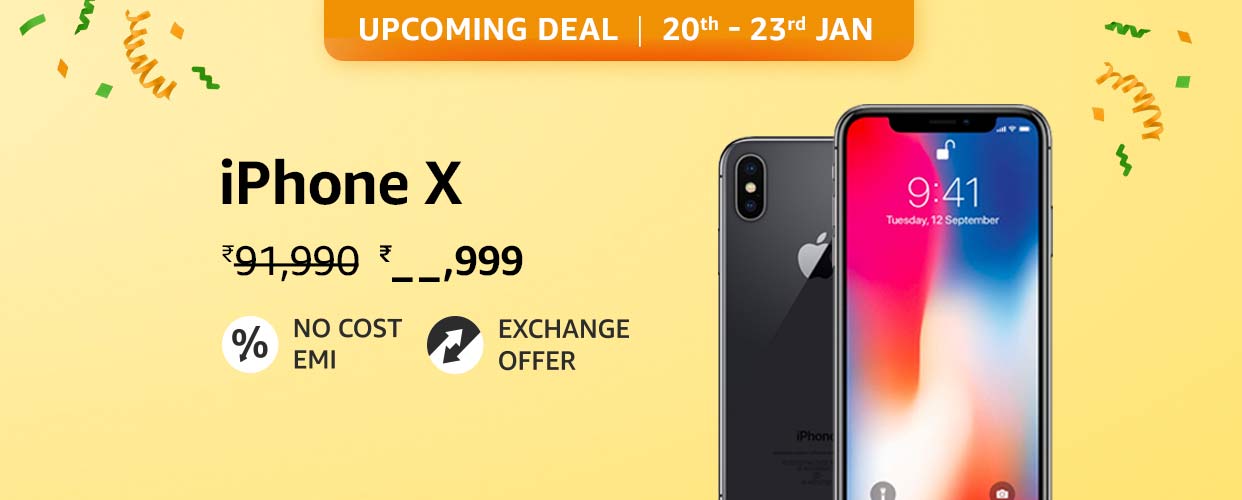 UPCOMING DEAL | 20th - 23rd JAN
iPhone X
₹91,990 ₹_ _,999
NO COST
EMI
EXCHANGE
OFFER
9:41
Tuesday, 12 September
iPhone